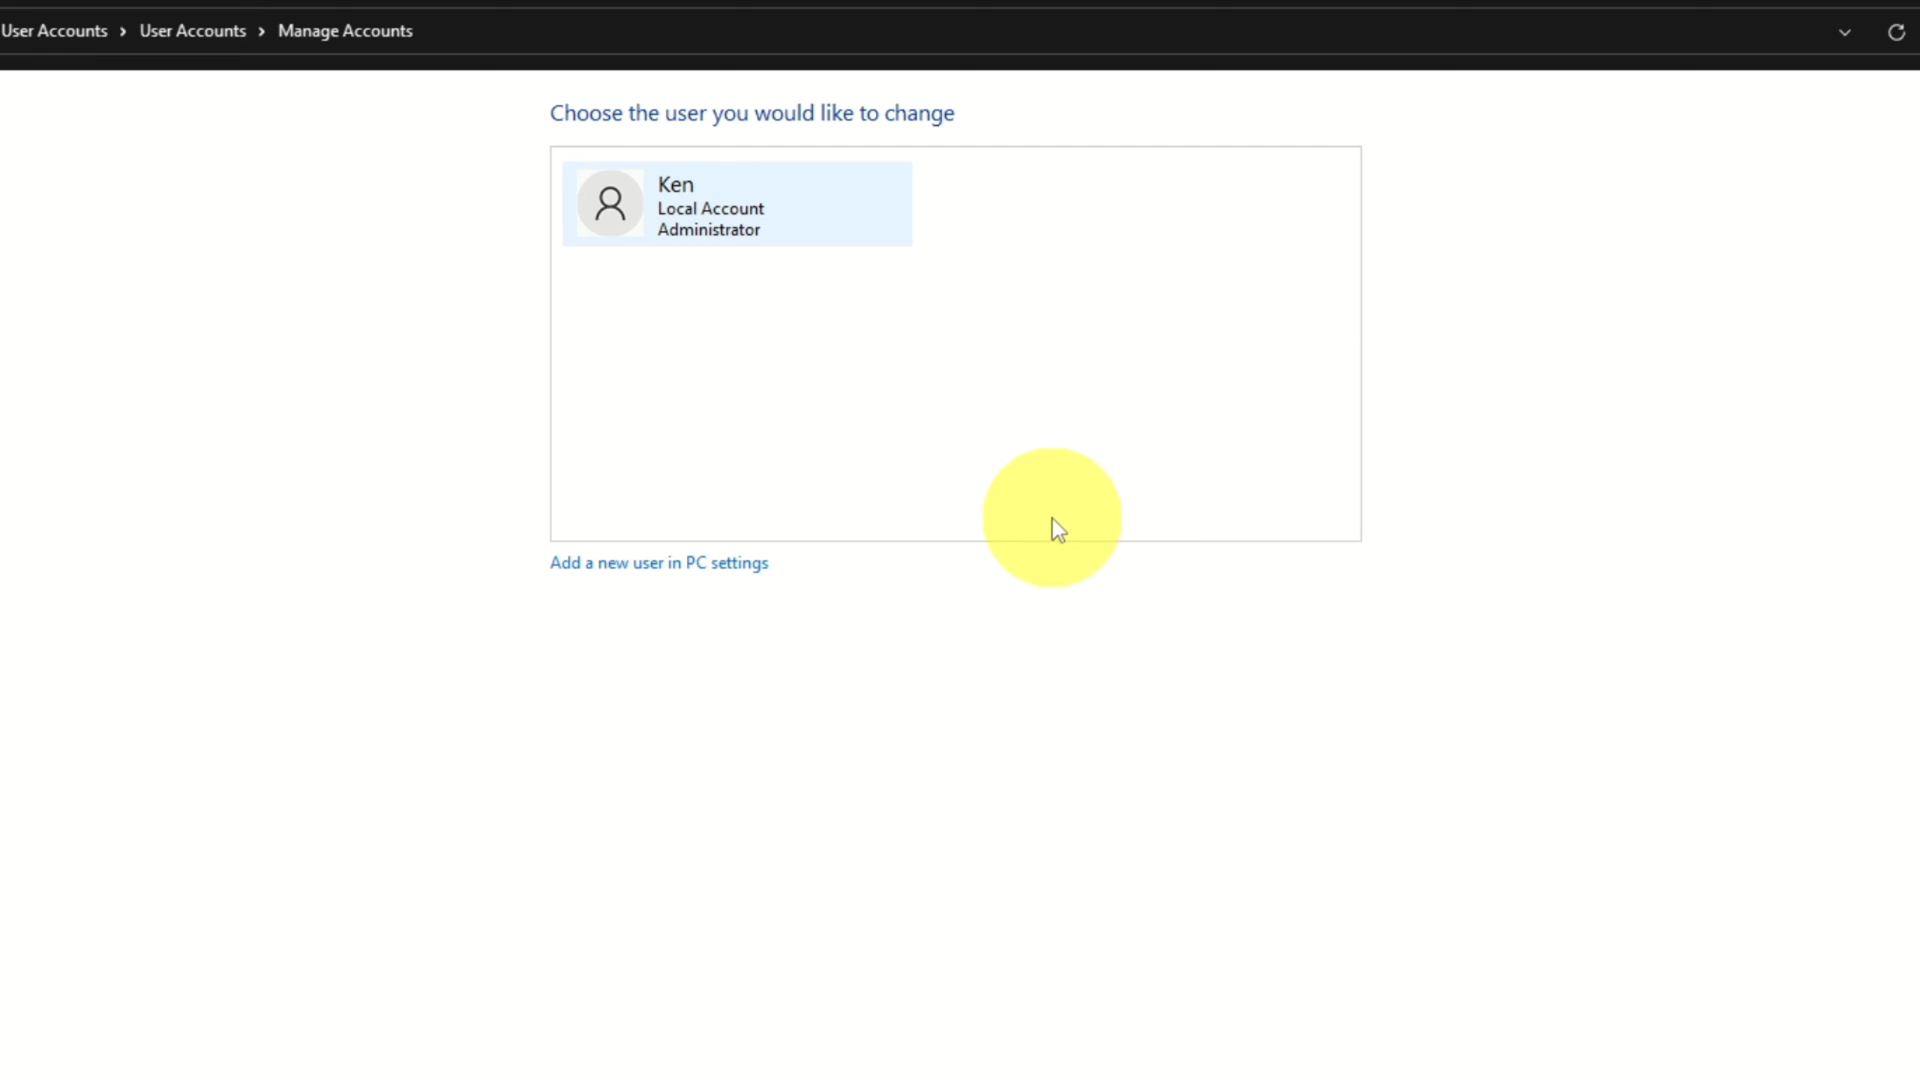 User Accounts › User Accounts › Manage Accounts
Choose the user you would like to change
Ken
Local Account
Administrator
Add a new user in PC settings